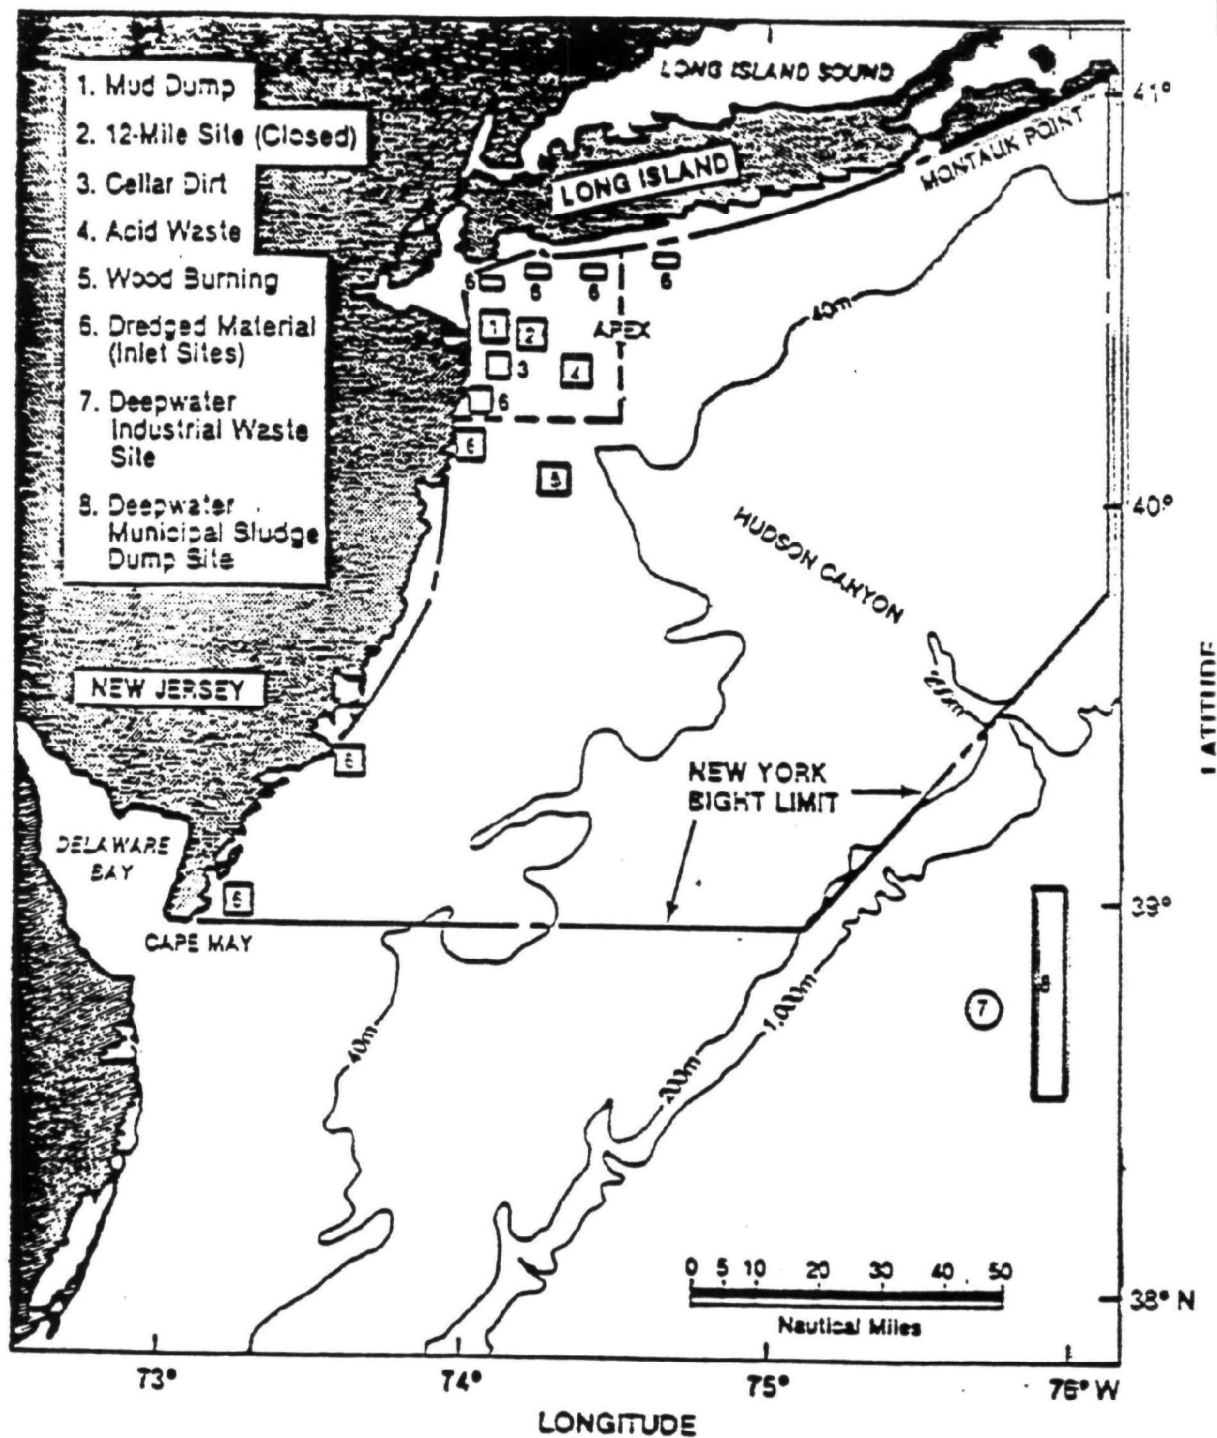 1. Mud Dump
2. 12-Mile Site (Closed)
3. Cellar Dirt
4. Acid Waste
5. Wood Burning
6. Dredged Material
(Inlet Sites)
7. Deepwater
Industrial Waste
Site
8. Deepwater
Municipal Sludge
Dump Site
LONG ISLAND SOUND
LONG ISLAND
MONTAUK POINT
41°
6
6
6
6
1
2
APEX
3
4
6
6
5
40m
40°
HUDSON CANYON
NEW JERSEY
6
NEW YORK
BIGHT LIMIT
LATITUDE
DELAWARE
BAY
6
CAPE MAY
39°
8
7
40m
200m
1,000m
0 5 10 20 30 40 50
Nautical Miles
38° N
73° 74° 75° 76° W
LONGITUDE